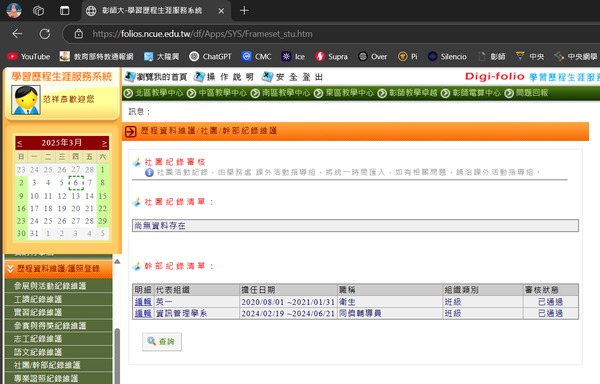 彰師大-學習歷程生涯服務系統
https://folios.ncue.edu.tw/df/Apps/SYS/Frameset_stu.htm
YouTube 教育部特教通報網 大隆興 ChatGPT CMC Ice Supra Over Pi Silencio 彰師 中央 中央網學
學習歷程生涯服務系統
范祥彥歡迎您
瀏覽我的首頁 操作說明 安全登出
Digi-folio 學習歷程生涯服務
北區教學中心 中區教學中心 南區教學中心 東區教學中心 彰師教學卓越 彰師電算中心 問題回報
訊息：
< 2025年3月 >
日 一 二 三 四 五 六
23 24 25 26 27 28 1
2 3 4 5 6 7 8
9 10 11 12 13 14 15
16 17 18 19 20 21 22
23 24 25 26 27 28 29
30 31 1 2 3 4 5
歷程資料維護/護照登錄
參展與活動紀錄維護
工讀紀錄維護
實習紀錄維護
參賽與得獎紀錄維護
志工紀錄維護
語文紀錄維護
社團/幹部紀錄維護
專業證照紀錄維護
歷程資料維護/社團/幹部紀錄維護
社團紀錄審核
社團活動紀錄，由學務處 課外活動指導組，將統一時間匯入，如有相關問題，請洽課外活動指導組。
社團紀錄清單：
尚無資料存在
幹部紀錄清單：
明細 代表組織 擔任日期 職稱 組織類別 審核狀態
編輯 英一 2020/08/01 ~2021/01/31 衛生 班級 已通過
編輯 資訊管理學系 2024/02/19 ~2024/06/21 同儕輔導員 班級 已通過
查詢